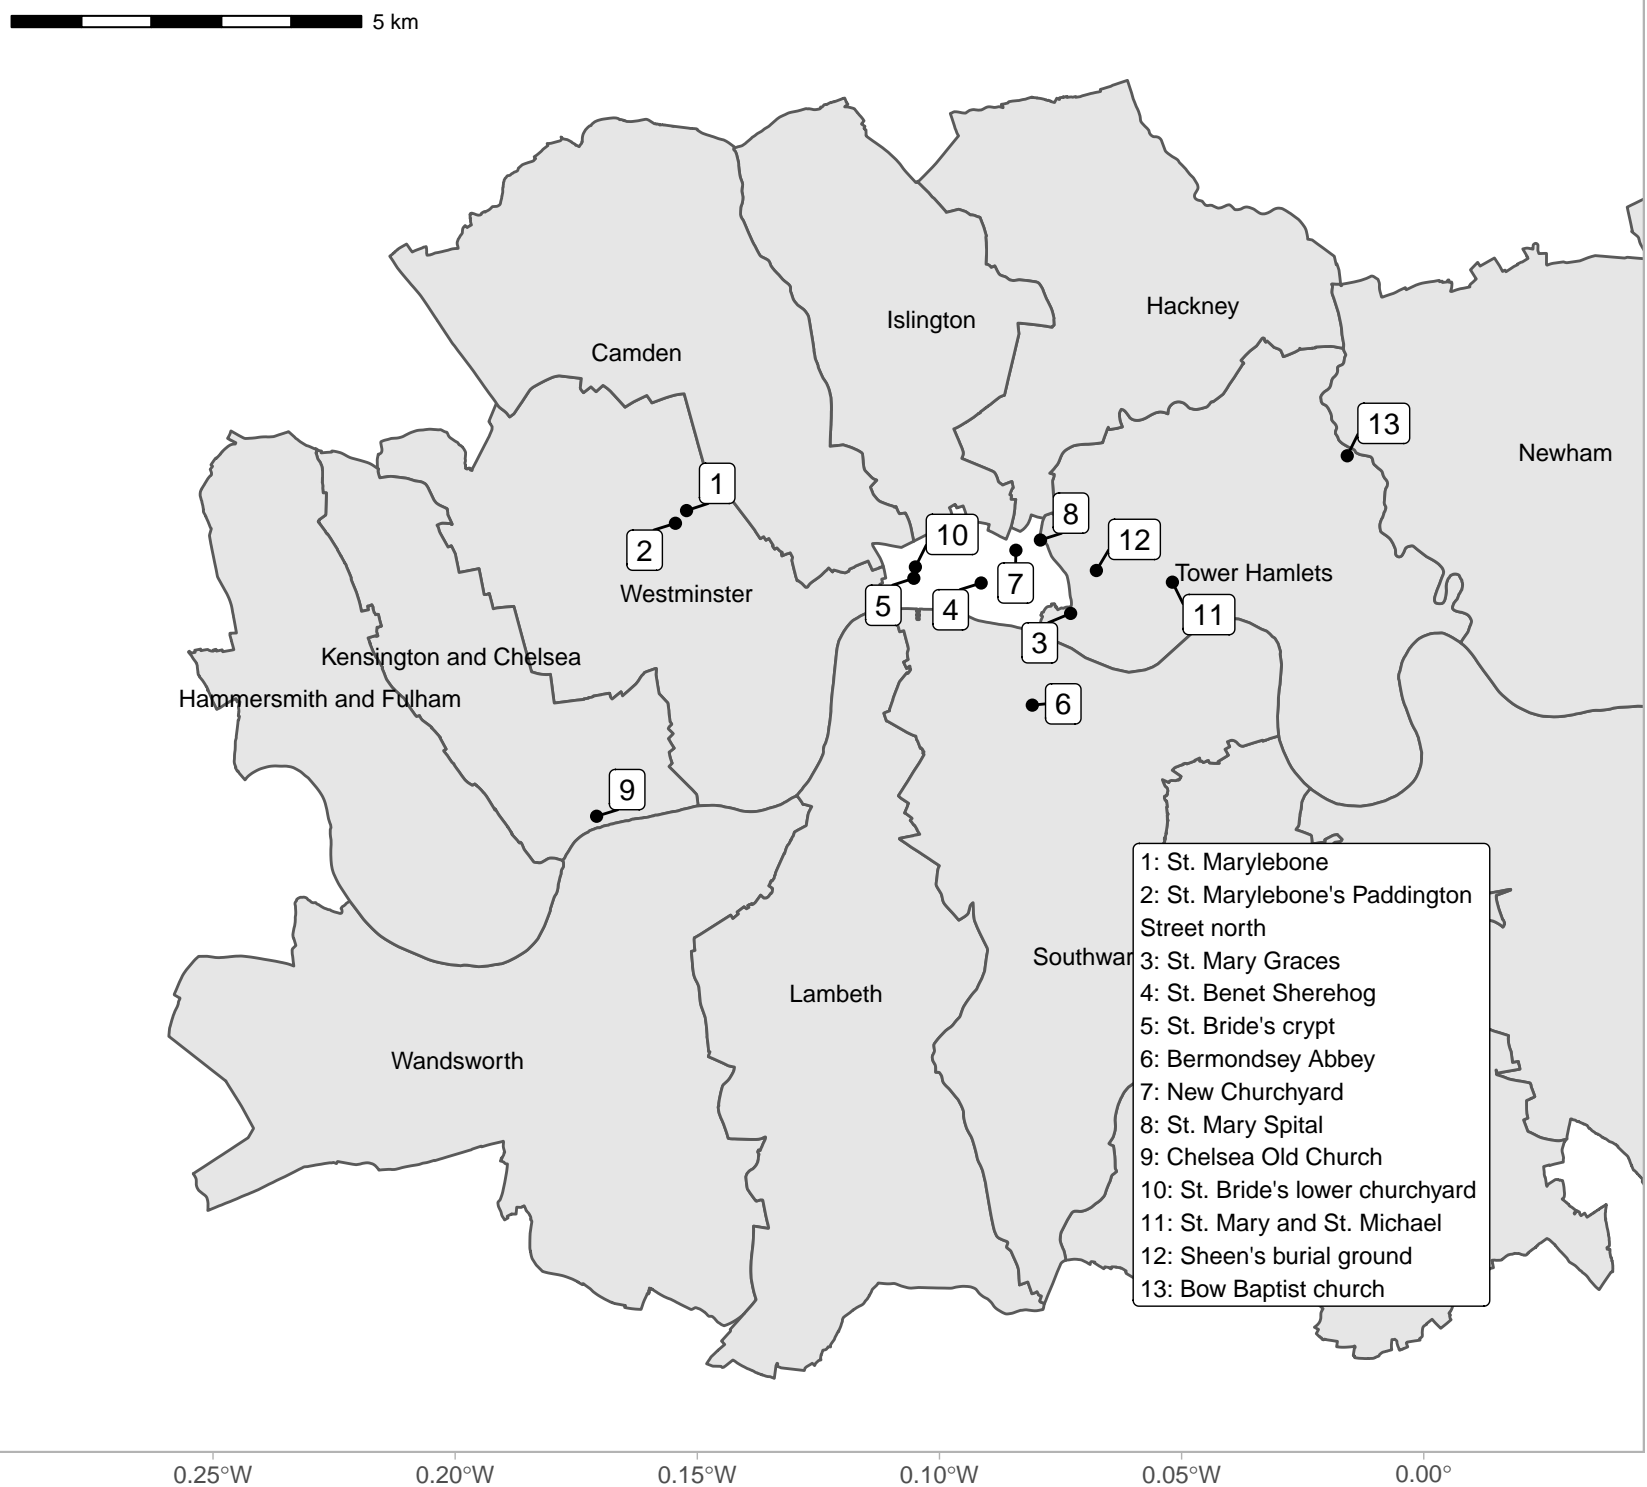 5 km
Hackney
Islington
Camden
13
Newham
1
8
10
12
2
7
Tower Hamlets
Westminster
5
4
11
3
Kensington and Chelsea
Hammersmith and Fulham
6
9
Southwar
Lambeth
Wandsworth
1: St. Marylebone
2: St. Marylebone's Paddington
Street north
3: St. Mary Graces
4: St. Benet Sherehog
5: St. Bride's crypt
6: Bermondsey Abbey
7: New Churchyard
8: St. Mary Spital
9: Chelsea Old Church
10: St. Bride's lower churchyard
11: St. Mary and St. Michael
12: Sheen's burial ground
13: Bow Baptist church
0.25°W 0.20°W 0.15°W 0.10°W 0.05°W 0.00°